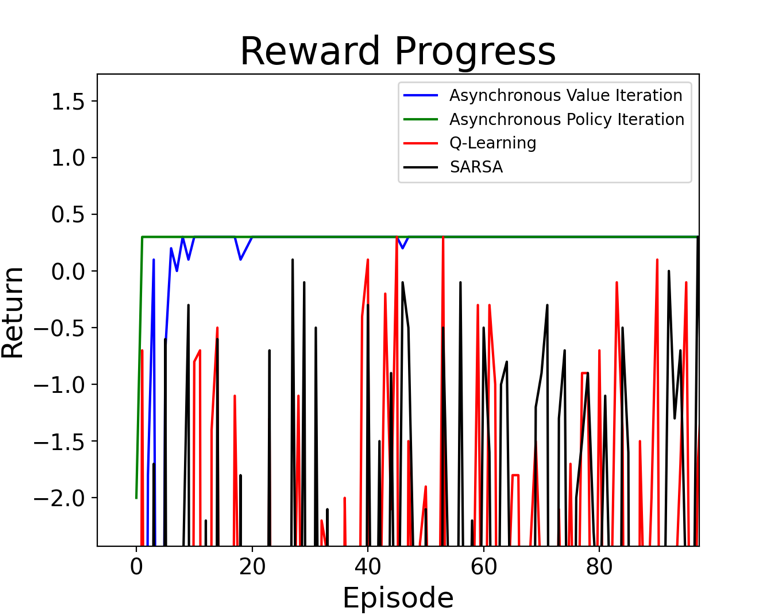 Reward Progress
Asynchronous Value Iteration
Asynchronous Policy Iteration
Q-Learning
SARSA
1.5
1.0
0.5
0.0
−0.5
−1.0
−1.5
−2.0
Return
0 20 40 60 80
Episode